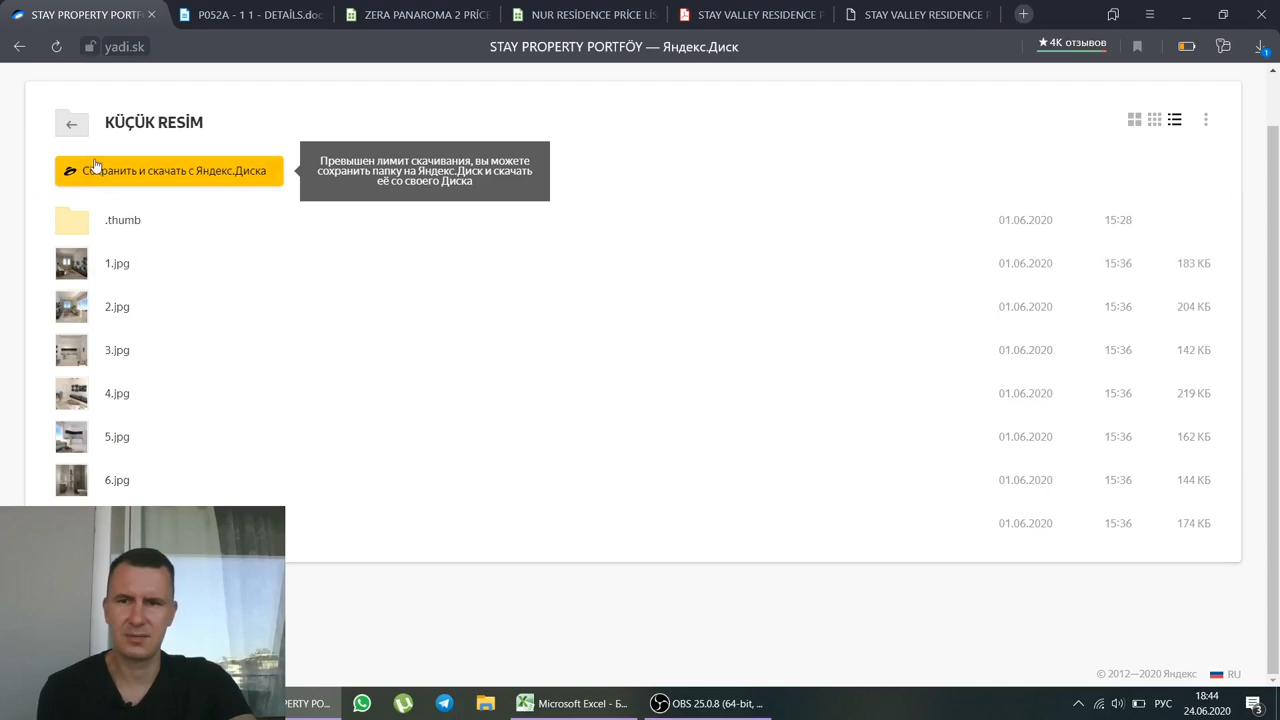 STAY PROPERTY PORTF
P052A - 1 1 - DETAİLS.doc
ZERA PANAROMA 2 PRİCE
NUR RESİDENCE PRİCE LİS
STAY VALLEY RESIDENCE P
STAY VALLEY RESIDENCE P
yadi.sk
STAY PROPERTY PORTFÖY — Яндекс.Диск
★4K отзывов
1
KÜÇÜK RESİM
Сохранить и скачать с Яндекс.Диска
Превышен лимит скачивания, вы можете
сохранить папку на Яндекс.Диск и скачать
её со своего Диска
.thumb 01.06.2020 15:28
1.jpg 01.06.2020 15:36 183 КБ
2.jpg 01.06.2020 15:36 204 КБ
3.jpg 01.06.2020 15:36 142 КБ
4.jpg 01.06.2020 15:36 219 КБ
5.jpg 01.06.2020 15:36 162 КБ
6.jpg 01.06.2020 15:36 144 КБ
01.06.2020 15:36 174 КБ
© 2012—2020 Яндекс
RU
PERTY PO...
Microsoft Excel - Б...
OBS 25.0.8 (64-bit, ...
РУС
18:44
24.06.2020
3